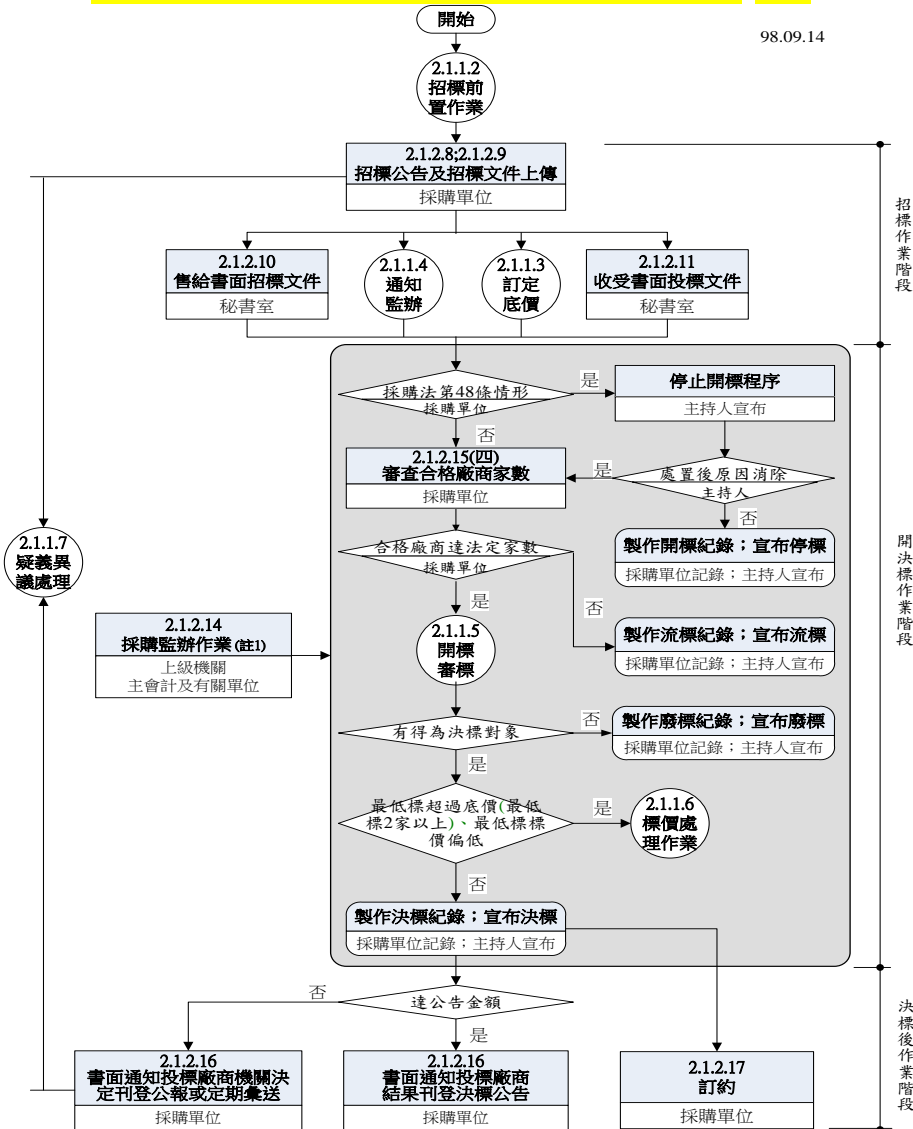 開始
98.09.14
2.1.1.2
招標前
置作業
2.1.2.8;2.1.2.9
招標公告及招標文件上傳
採購單位
招標作業階段
2.1.2.10
售給書面招標文件
秘書室
2.1.1.4
通知
監辦
2.1.1.3
訂定
底價
2.1.2.11
收受書面投標文件
秘書室
採購法第48條情形
採購單位
是
停止開標程序
主持人宣布
否
2.1.2.15(四)
審查合格廠商家數
採購單位
是
處置後原因消除
主持人
否
製作開標紀錄；宣布停標
採購單位記錄；主持人宣布
合格廠商達法定家數
採購單位
是
否
2.1.1.7
疑義異
議處理
開決標作業階段
2.1.2.14
採購監辦作業(註1)
上級機關
主會計及有關單位
2.1.1.5
開標
審標
製作流標紀錄；宣布流標
採購單位記錄；主持人宣布
有得為決標對象
否
製作廢標紀錄；宣布廢標
採購單位記錄；主持人宣布
是
最低標超過底價(最低
標2家以上)、最低標標
價偏低
是
2.1.1.6
標價處
理作業
否
製作決標紀錄；宣布決標
採購單位記錄；主持人宣布
達公告金額
否
是
決標後作業階段
2.1.2.16
書面通知投標廠商機關決
定刊登公報或定期彙送
採購單位
2.1.2.16
書面通知投標廠商
結果刊登決標公告
採購單位
2.1.2.17
訂約
採購單位